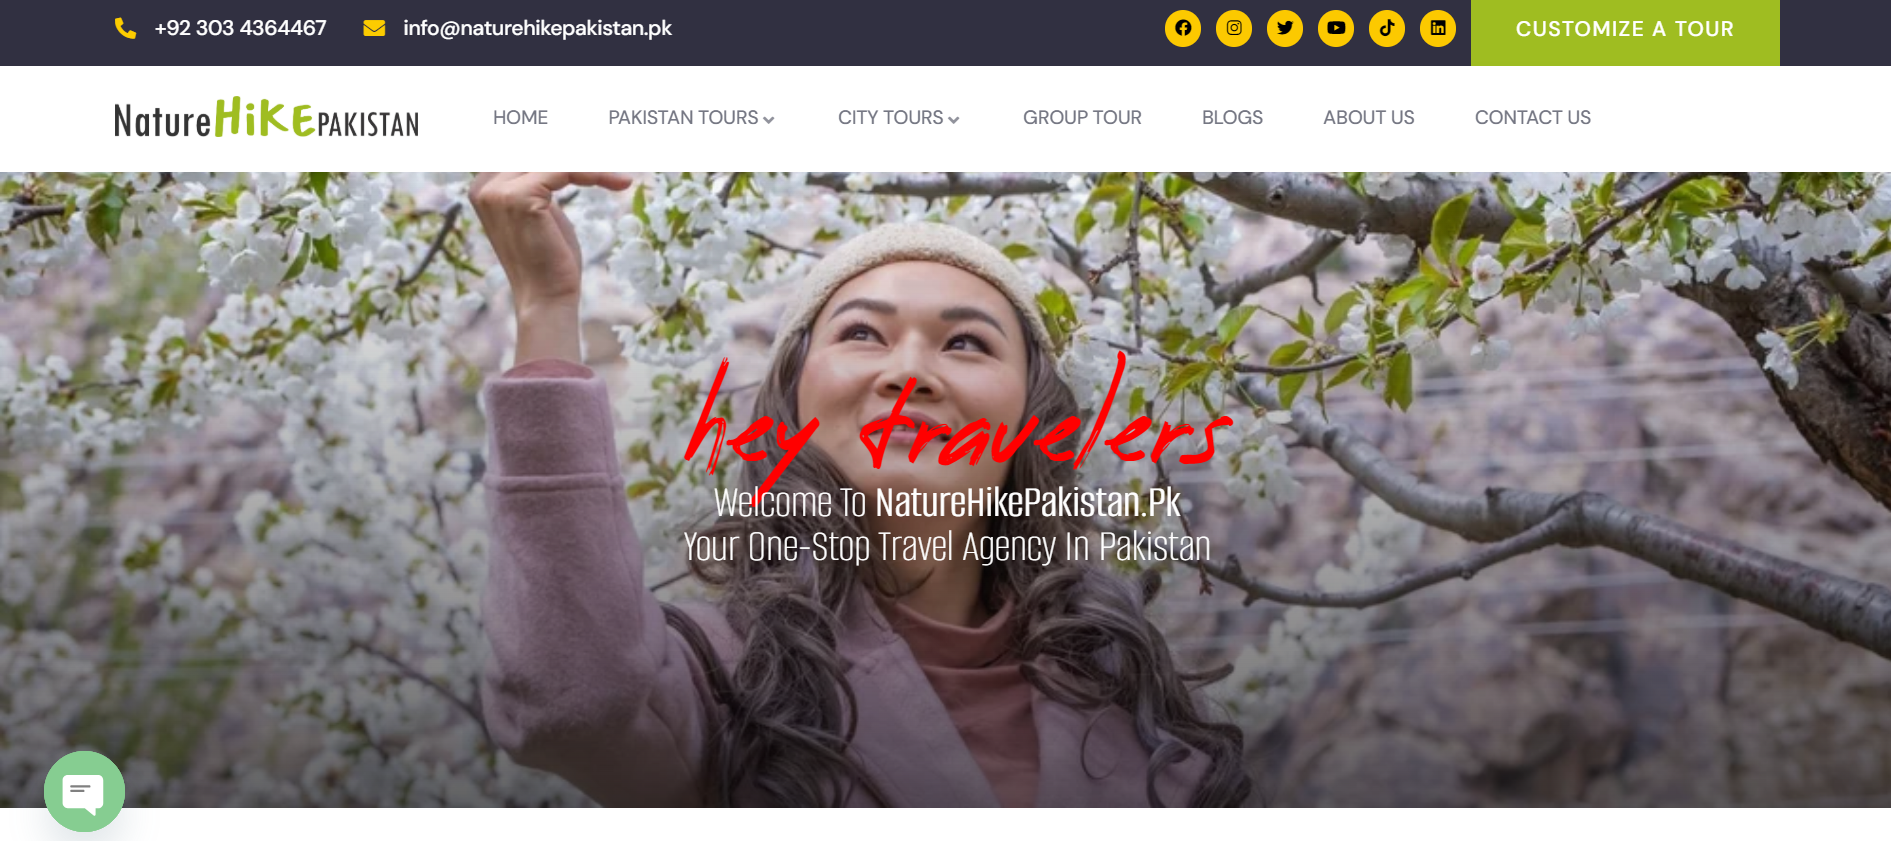 +92 303 4364467
info@naturehikepakistan.pk
CUSTOMIZE A TOUR
NatureHiKEPAKISTAN
HOME
PAKISTAN TOURS
CITY TOURS
GROUP TOUR
BLOGS
ABOUT US
CONTACT US
hey travelers
Welcome To NatureHikePakistan.Pk
Your One-Stop Travel Agency In Pakistan